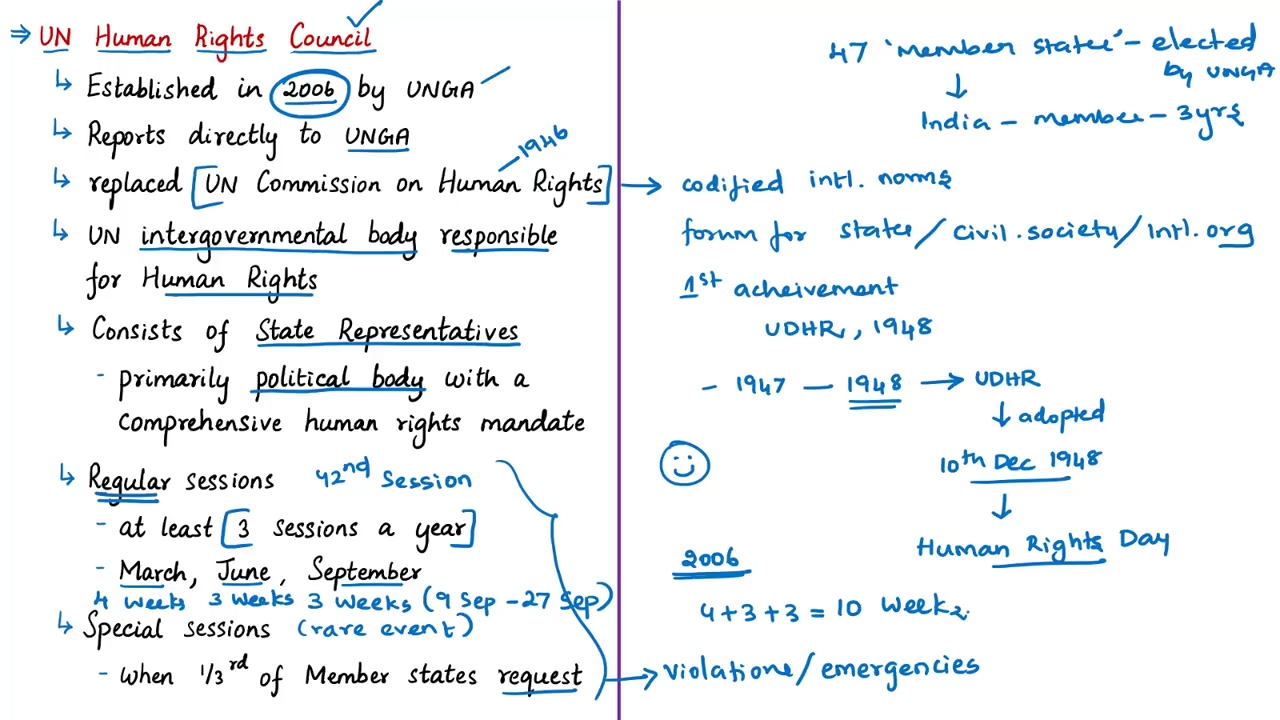 ⇒ UN Human Rights Council
↳ Established in 2006 by UNGA
↳ Reports directly to UNGA
1946
↳ replaced [UN Commission on Human Rights]
↳ UN intergovernmental body responsible
for Human Rights
↳ Consists of State Representatives
- primarily political body with a
comprehensive human rights mandate
↳ Regular sessions 42nd Session
- at least [3 sessions a year]
- March, June, September
4 weeks 3 weeks 3 weeks (9 Sep - 27 Sep)
↳ Special sessions (rare event)
- when 1/3rd of Member states request
47 'member states' - elected
by UNGA
↓
India - member - 3yrs
→ codified intl. norms
forum for states/civil.society/intl.org
1st acheivement
UDHR, 1948
- 1947 - 1948 → UDHR
↓ adopted
10th Dec 1948
↓
Human Rights Day
2006
4+3+3 = 10 weeks
→ violations/emergencies